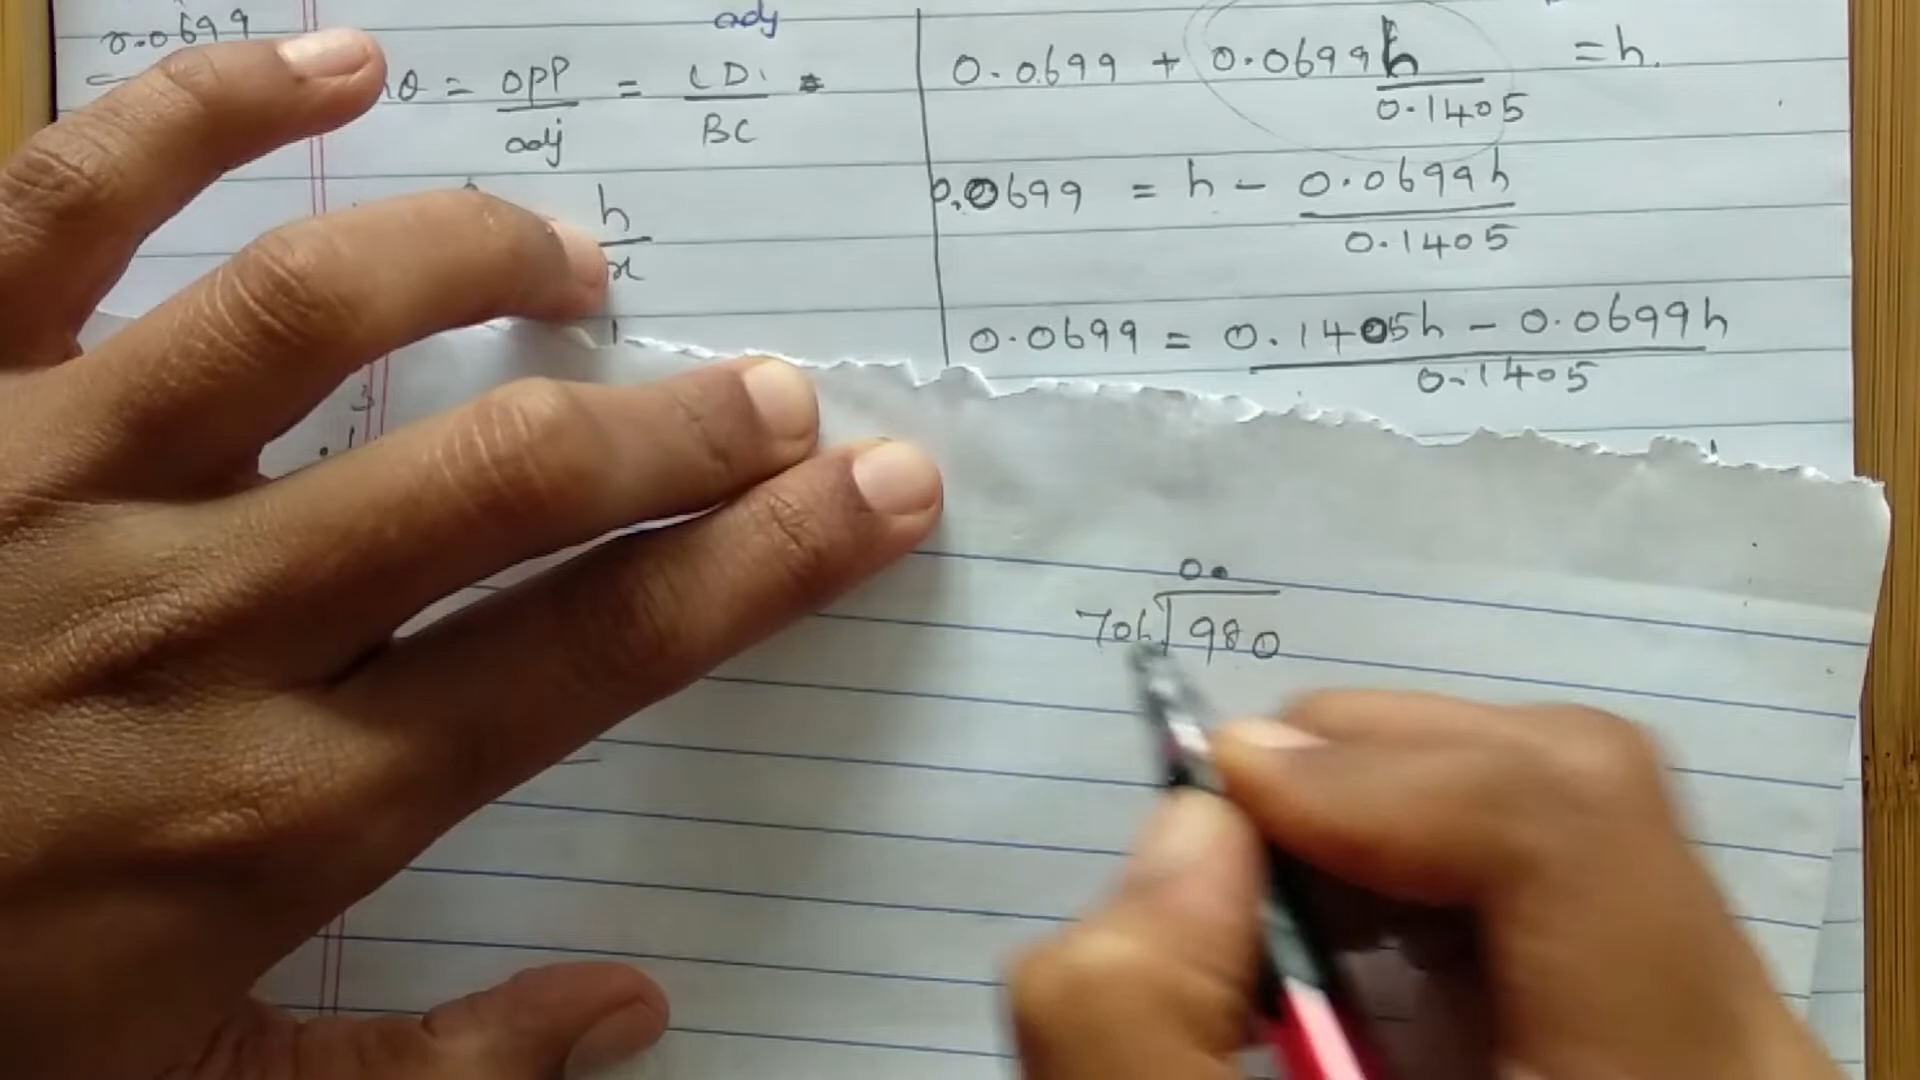 0.0699
adj
θ = opp/adj = CD/BC
h/x
0.0699 + 0.0699h/0.1405 = h.
0.0699 = h - 0.0699h/0.1405
0.0699 = 0.1405h - 0.0699h/0.1405
0.
706 980